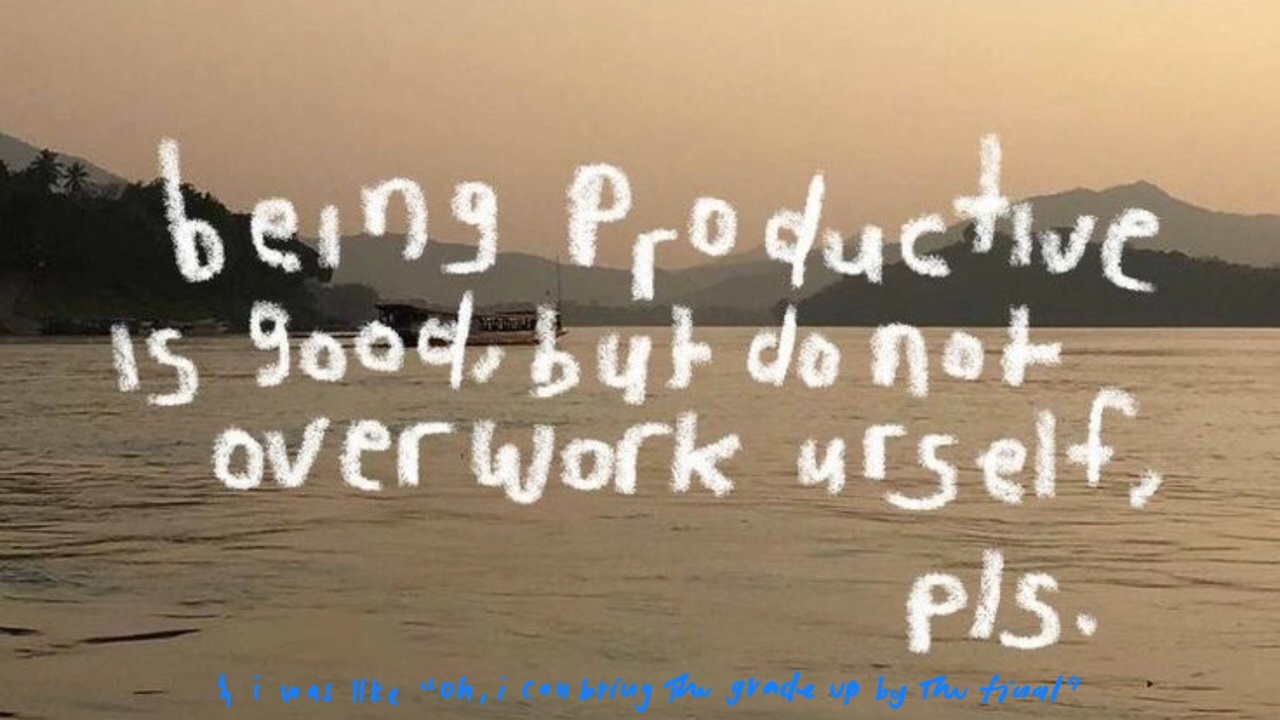 being productive
is good, but do not
overwork urself,
pls.
& i was like "oh, i can bring the grade up by the final"